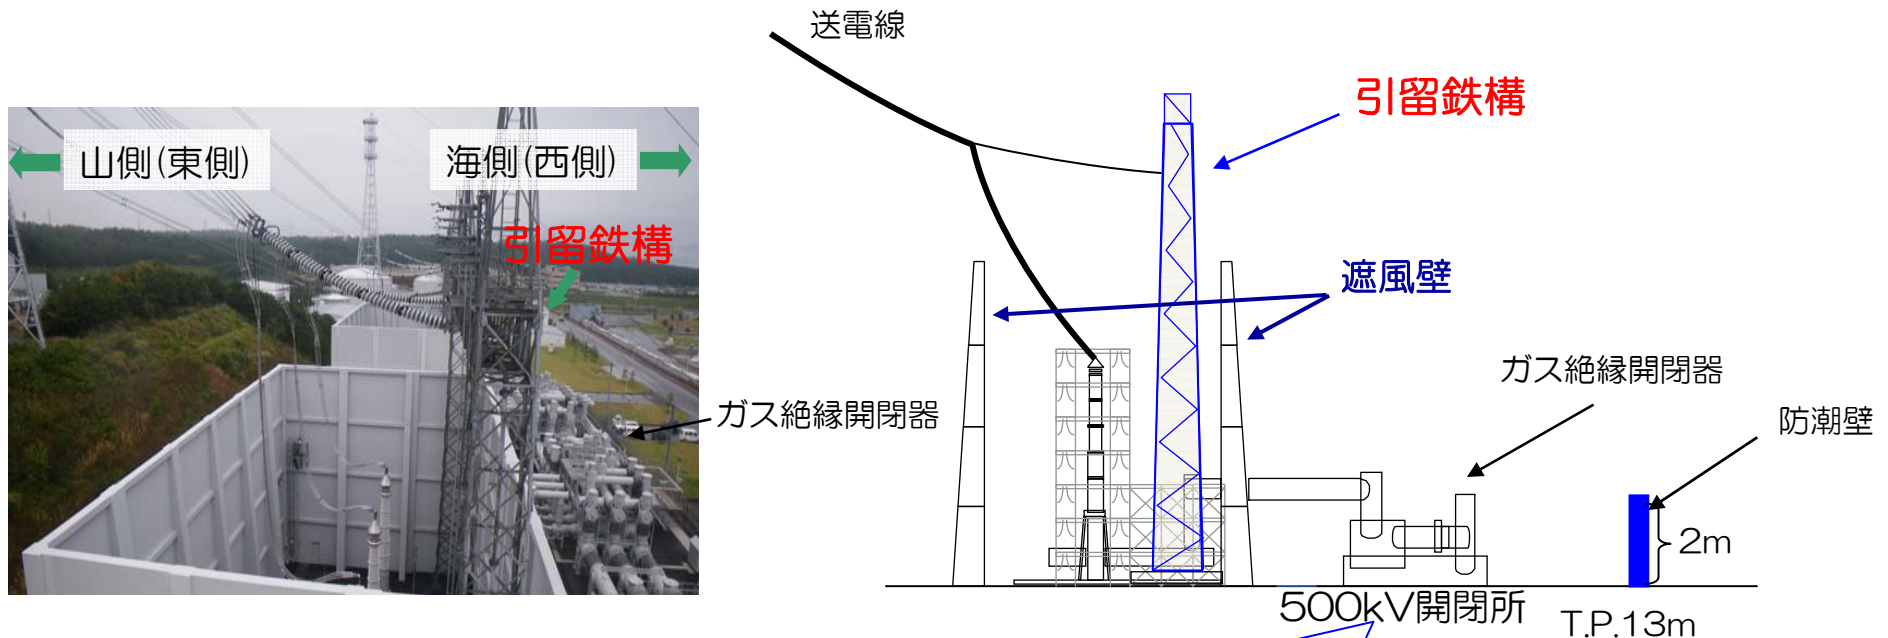 送電線
引留鉄構
山側(東側)
海側(西側)
引留鉄構
遮風壁
ガス絶縁開閉器
ガス絶縁開閉器
防潮壁
2m
500kV開閉所
T.P.13m